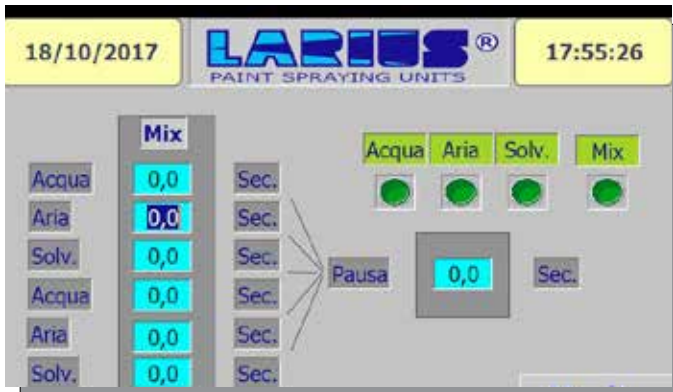 18/10/2017 LARIUS® 17:55:26
PAINT SPRAYING UNITS
Mix
Acqua Aria Solv. Mix
Acqua 0,0 Sec.
Aria 0,0 Sec.
Solv. 0,0 Sec.
Pausa 0,0 Sec.
Acqua 0,0 Sec.
Aria 0,0 Sec.
Solv. 0,0 Sec.